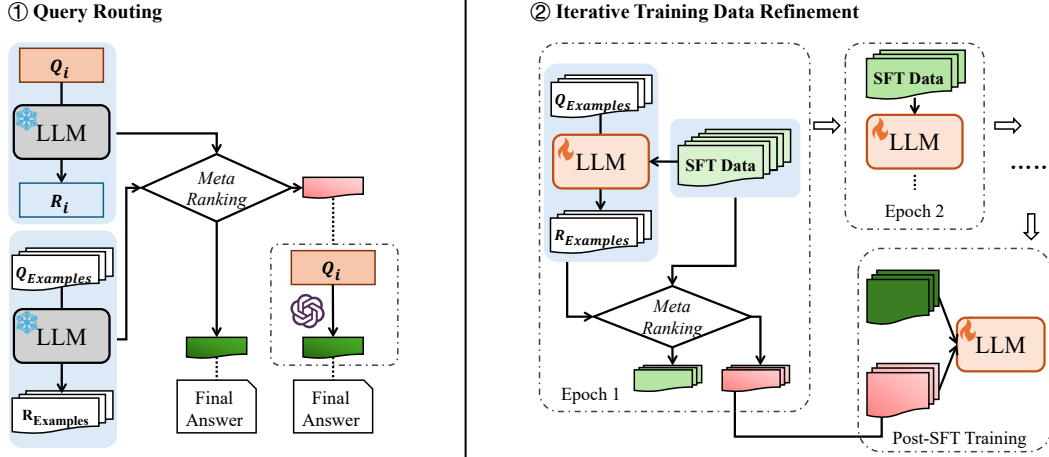 ① Query Routing
Q_i
LLM
R_i
Q_Examples
LLM
R_Examples
Meta
Ranking
Q_i
Final
Answer
Final
Answer
② Iterative Training Data Refinement
Q_Examples
LLM
R_Examples
SFT Data
Meta
Ranking
Epoch 1
SFT Data
LLM
Epoch 2
......
LLM
Post-SFT Training